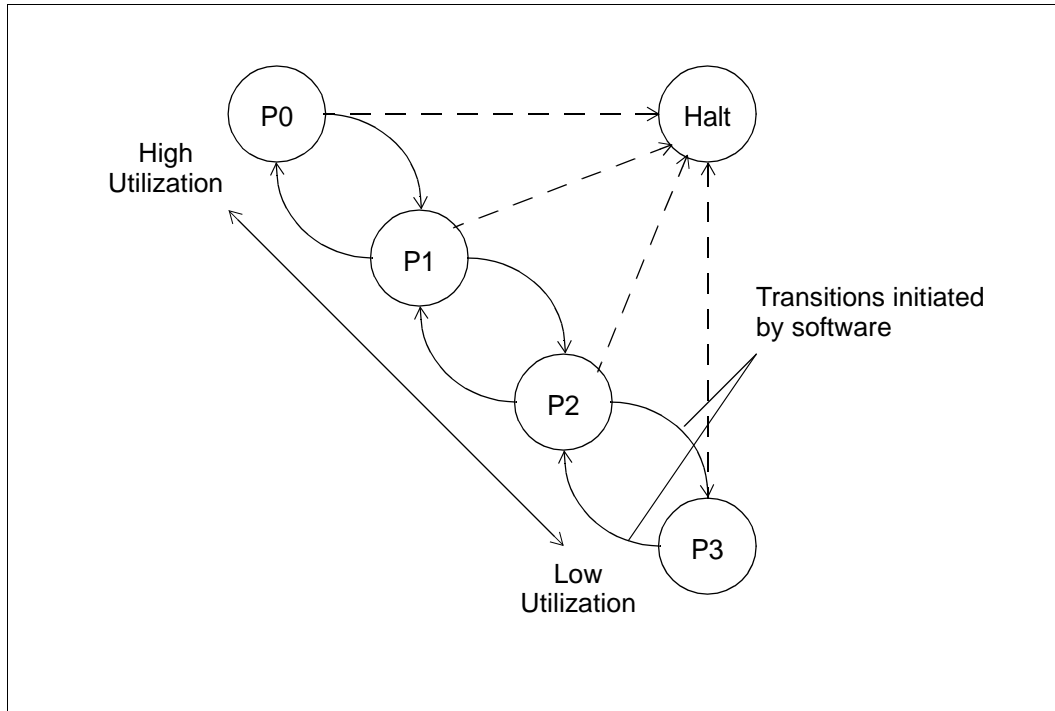 P0
Halt
High
Utilization
P1
Transitions initiated
by software
P2
P3
Low
Utilization